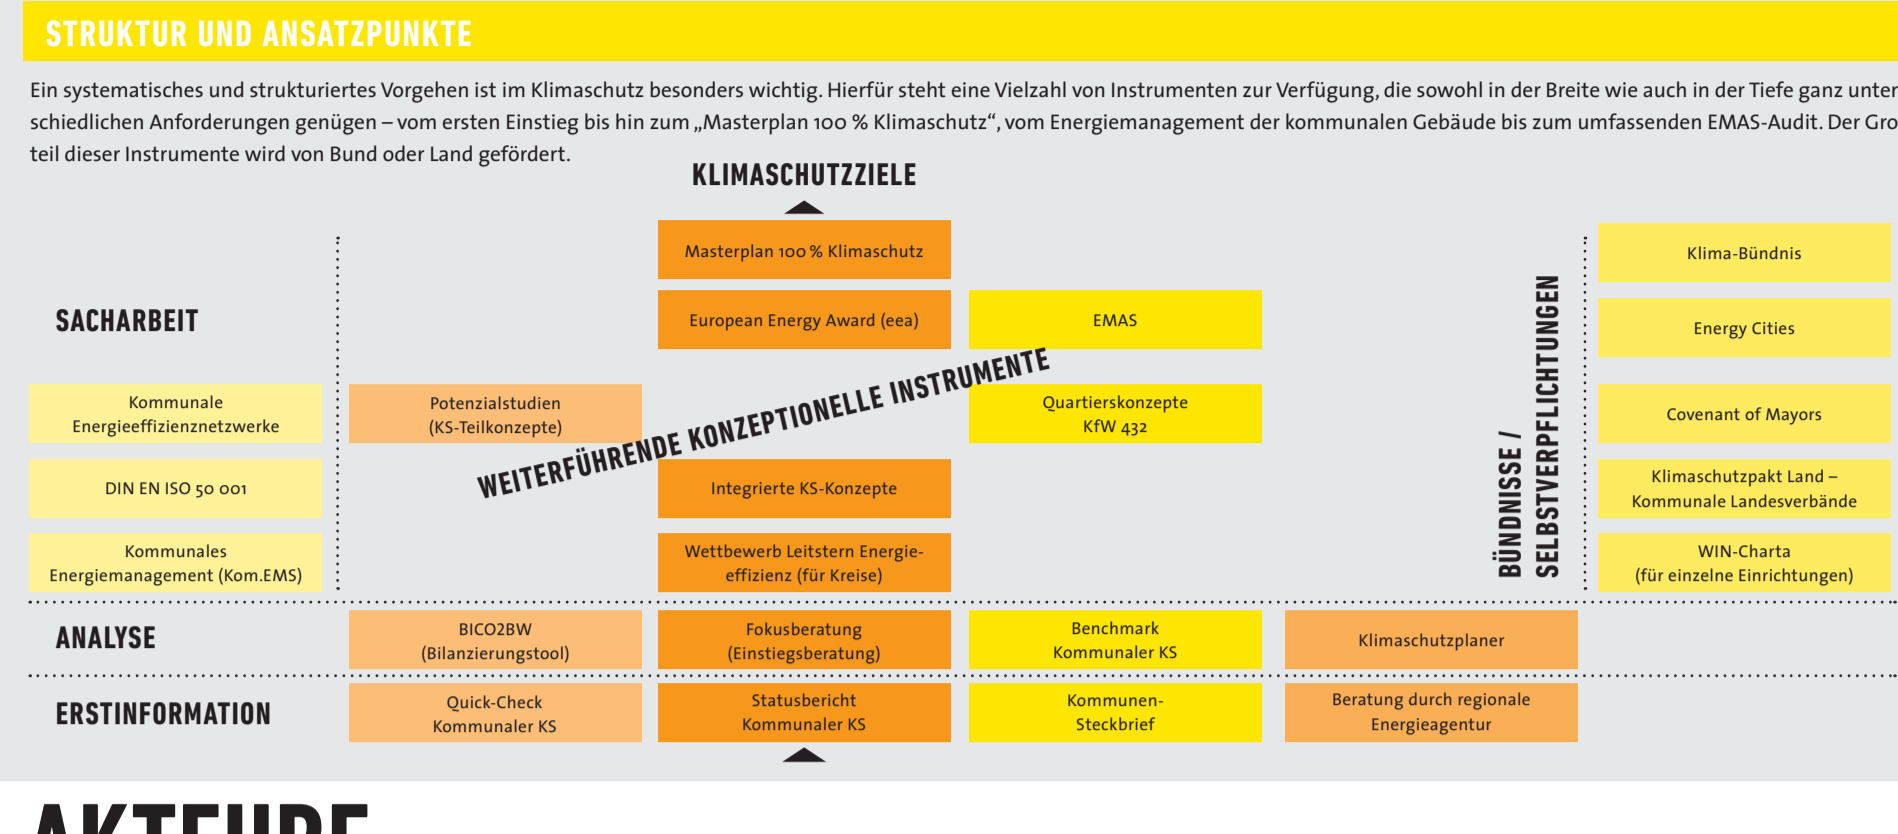 STRUKTUR UND ANSATZPUNKTE
Ein systematisches und strukturiertes Vorgehen ist im Klimaschutz besonders wichtig. Hierfür steht eine Vielzahl von Instrumenten zur Verfügung, die sowohl in der Breite wie auch in der Tiefe ganz unter
schiedlichen Anforderungen genügen – vom ersten Einstieg bis hin zum „Masterplan 100 % Klimaschutz“, vom Energiemanagement der kommunalen Gebäude bis zum umfassenden EMAS-Audit. Der Gro
teil dieser Instrumente wird von Bund oder Land gefördert.
KLIMASCHUTZZIELE
Masterplan 100 % Klimaschutz
SACHARBEIT
European Energy Award (eea)
EMAS
Kommunale
Energieeffizienznetzwerke
Potenzialstudien
(KS-Teilkonzepte)
WEITERFÜHRENDE KONZEPTIONELLE INSTRUMENTE
Quartierskonzepte
KfW 432
DIN EN ISO 50 001
Integrierte KS-Konzepte
Kommunales
Energiemanagement (Kom.EMS)
Wettbewerb Leitstern Energie-
effizienz (für Kreise)
BÜNDNISSE /
SELBSTVERPFLICHTUNGEN
Klima-Bündnis
Energy Cities
Covenant of Mayors
Klimaschutzpakt Land –
Kommunale Landesverbände
WIN-Charta
(für einzelne Einrichtungen)
ANALYSE
BICO2BW
(Bilanzierungstool)
Fokusberatung
(Einstiegsberatung)
Benchmark
Kommunaler KS
Klimaschutzplaner
ERSTINFORMATION
Quick-Check
Kommunaler KS
Statusbericht
Kommunaler KS
Kommunen-
Steckbrief
Beratung durch regionale
Energieagentur
AKTEURE